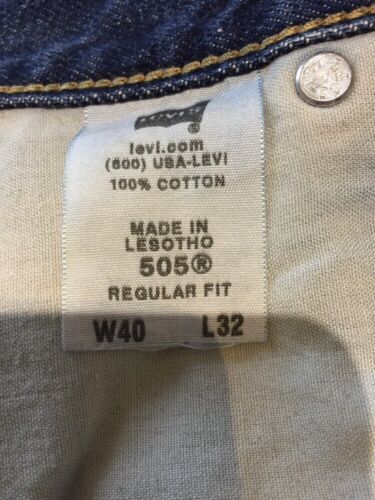 Levi's
levi.com
(800) USA-LEVI
100% COTTON
MADE IN
LESOTHO
505®
REGULAR FIT
W40 L32